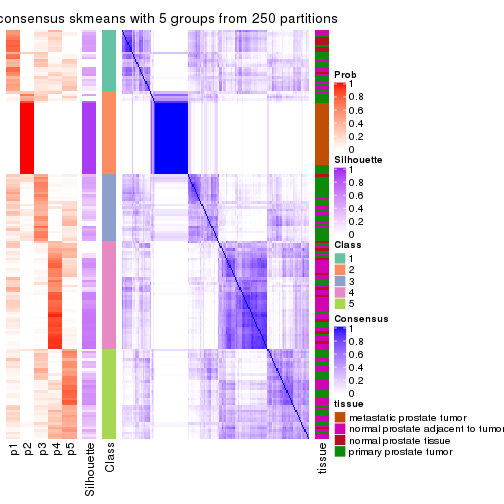 consensus skmeans with 5 groups from 250 partitions
Prob
1
0.8
0.6
0.4
0.2
0
Silhouette
1
0.8
0.6
0.4
0.2
0
Class
1
2
3
4
5
Consensus
1
0.8
0.6
0.4
0.2
0
tissue
metastatic prostate tumor
normal prostate adjacent to tumor
normal prostate tissue
primary prostate tumor
p1
p2
p3
p4
p5
Silhouette
Class
tissue